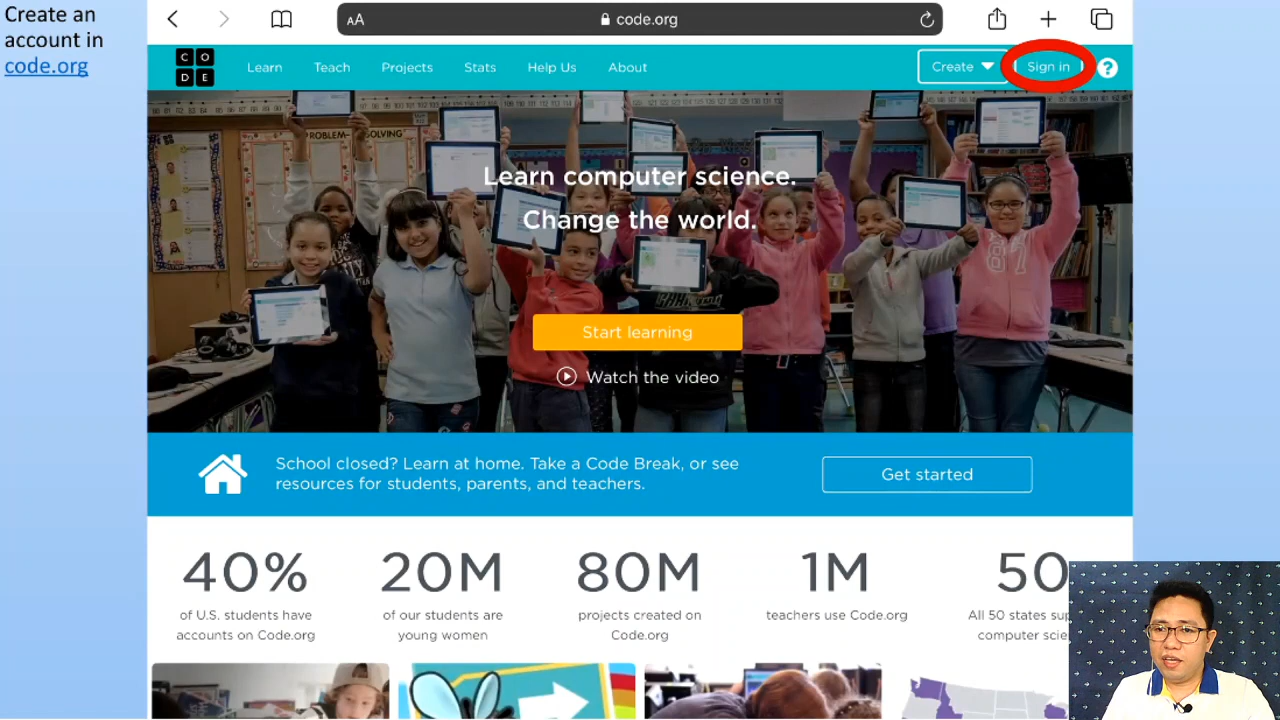 Create an
account in
code.org
AA
code.org
C O
D E
Learn
Teach
Projects
Stats
Help Us
About
Create
Sign in
?
PROBLEM-SOLVING
Learn computer science.
Change the world.
87
Start learning
Watch the video
School closed? Learn at home. Take a Code Break, or see
resources for students, parents, and teachers.
Get started
40%
of U.S. students have
accounts on Code.org
20M
of our students are
young women
80M
projects created on
Code.org
1M
teachers use Code.org
50
All 50 states
computer